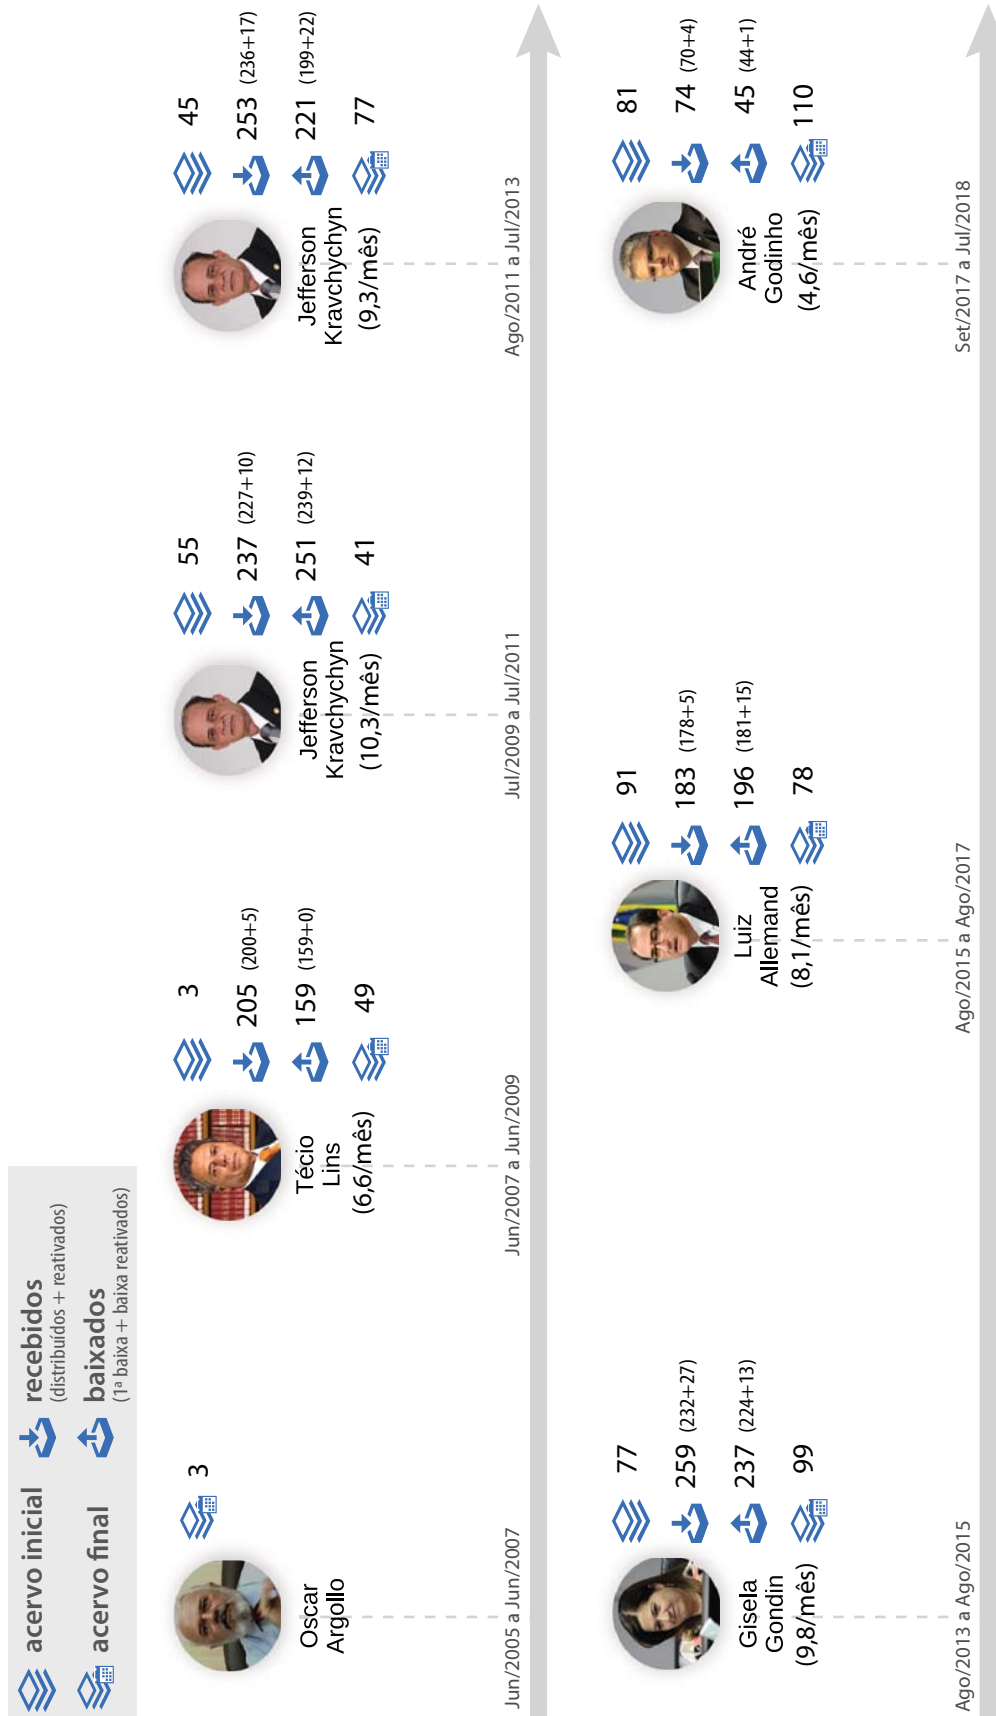 acervo inicial
recebidos
(distribuídos + reativados)
acervo final
baixados
(1ª baixa + baixa reativados)
Oscar
Argollo
3
Jun/2005 a Jun/2007
Técio
Lins
(6,6/mês)
3
205 (200+5)
159 (159+0)
49
Jun/2007 a Jun/2009
Jefferson
Kravchychyn
(10,3/mês)
55
237 (227+10)
251 (239+12)
41
Jul/2009 a Jul/2011
Jefferson
Kravchychyn
(9,3/mês)
45
253 (236+17)
221 (199+22)
77
Ago/2011 a Jul/2013
Gisela
Gondin
(9,8/mês)
77
259 (232+27)
237 (224+13)
99
Ago/2013 a Ago/2015
Luiz
Allemand
(8,1/mês)
91
183 (178+5)
196 (181+15)
78
Ago/2015 a Ago/2017
André
Godinho
(4,6/mês)
81
74 (70+4)
45 (44+1)
110
Set/2017 a Jul/2018